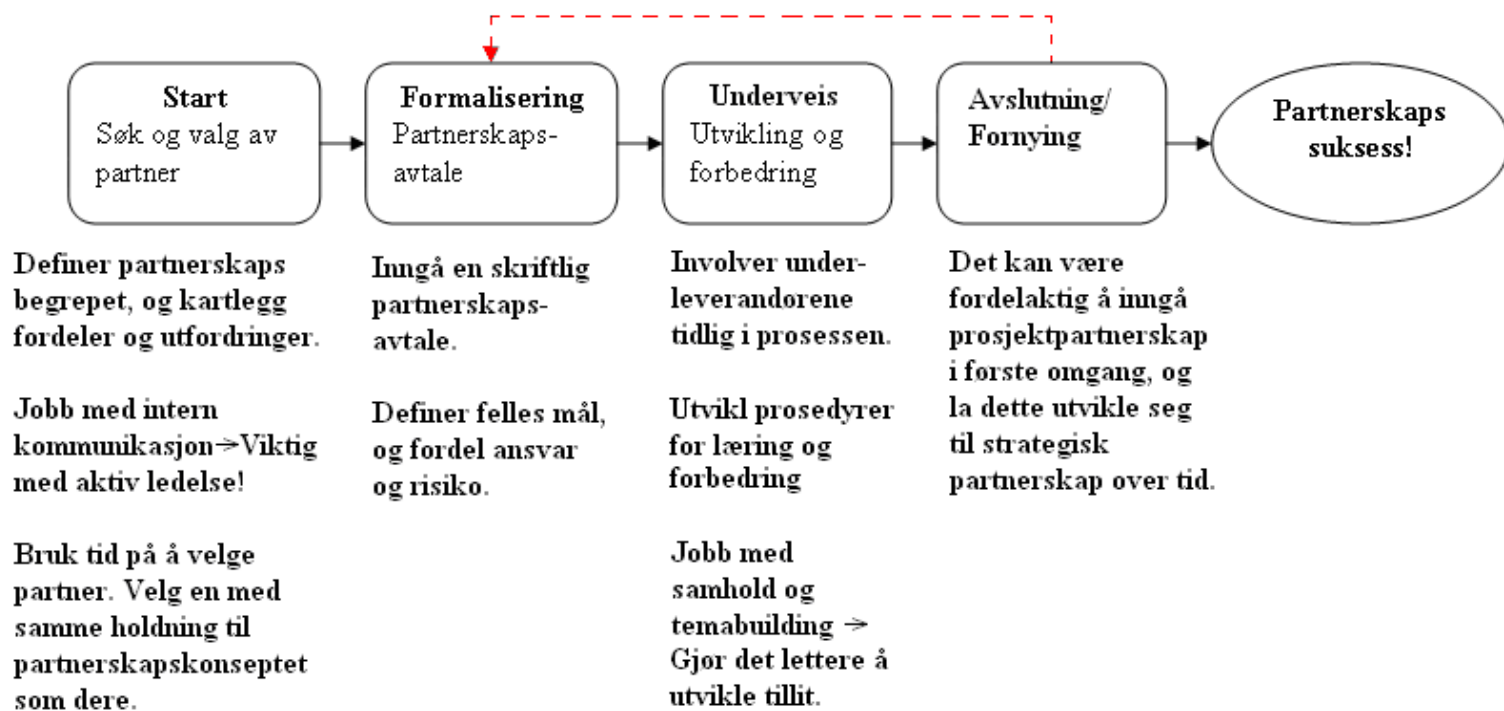 Start
Søk og valg av
partner
Formalisering
Partnerskaps-
avtale
Underveis
Utvikling og
forbedring
Avslutning/
Fornying
Partnerskaps
suksess!
Definer partnerskaps
begrepet, og kartlegg
fordeler og utfordringer.
Jobb med intern
kommunikasjon→Viktig
med aktiv ledelse!
Bruk tid på å velge
partner. Velg en med
samme holdning til
partnerskapskonseptet
som dere.
Inngå en skriftlig
partnerskaps-
avtale.
Definer felles mål,
og fordel ansvar
og risiko.
Involver under-
leverandørene
tidlig i prosessen.
Utvikl prosedyrer
for læring og
forbedring
Jobb med
samhold og
temabuilding →
Gjør det lettere å
utvikle tillit.
Det kan være
fordelaktig å inngå
prosjektpartnerskap
i første omgang, og
la dette utvikle seg
til strategisk
partnerskap over tid.